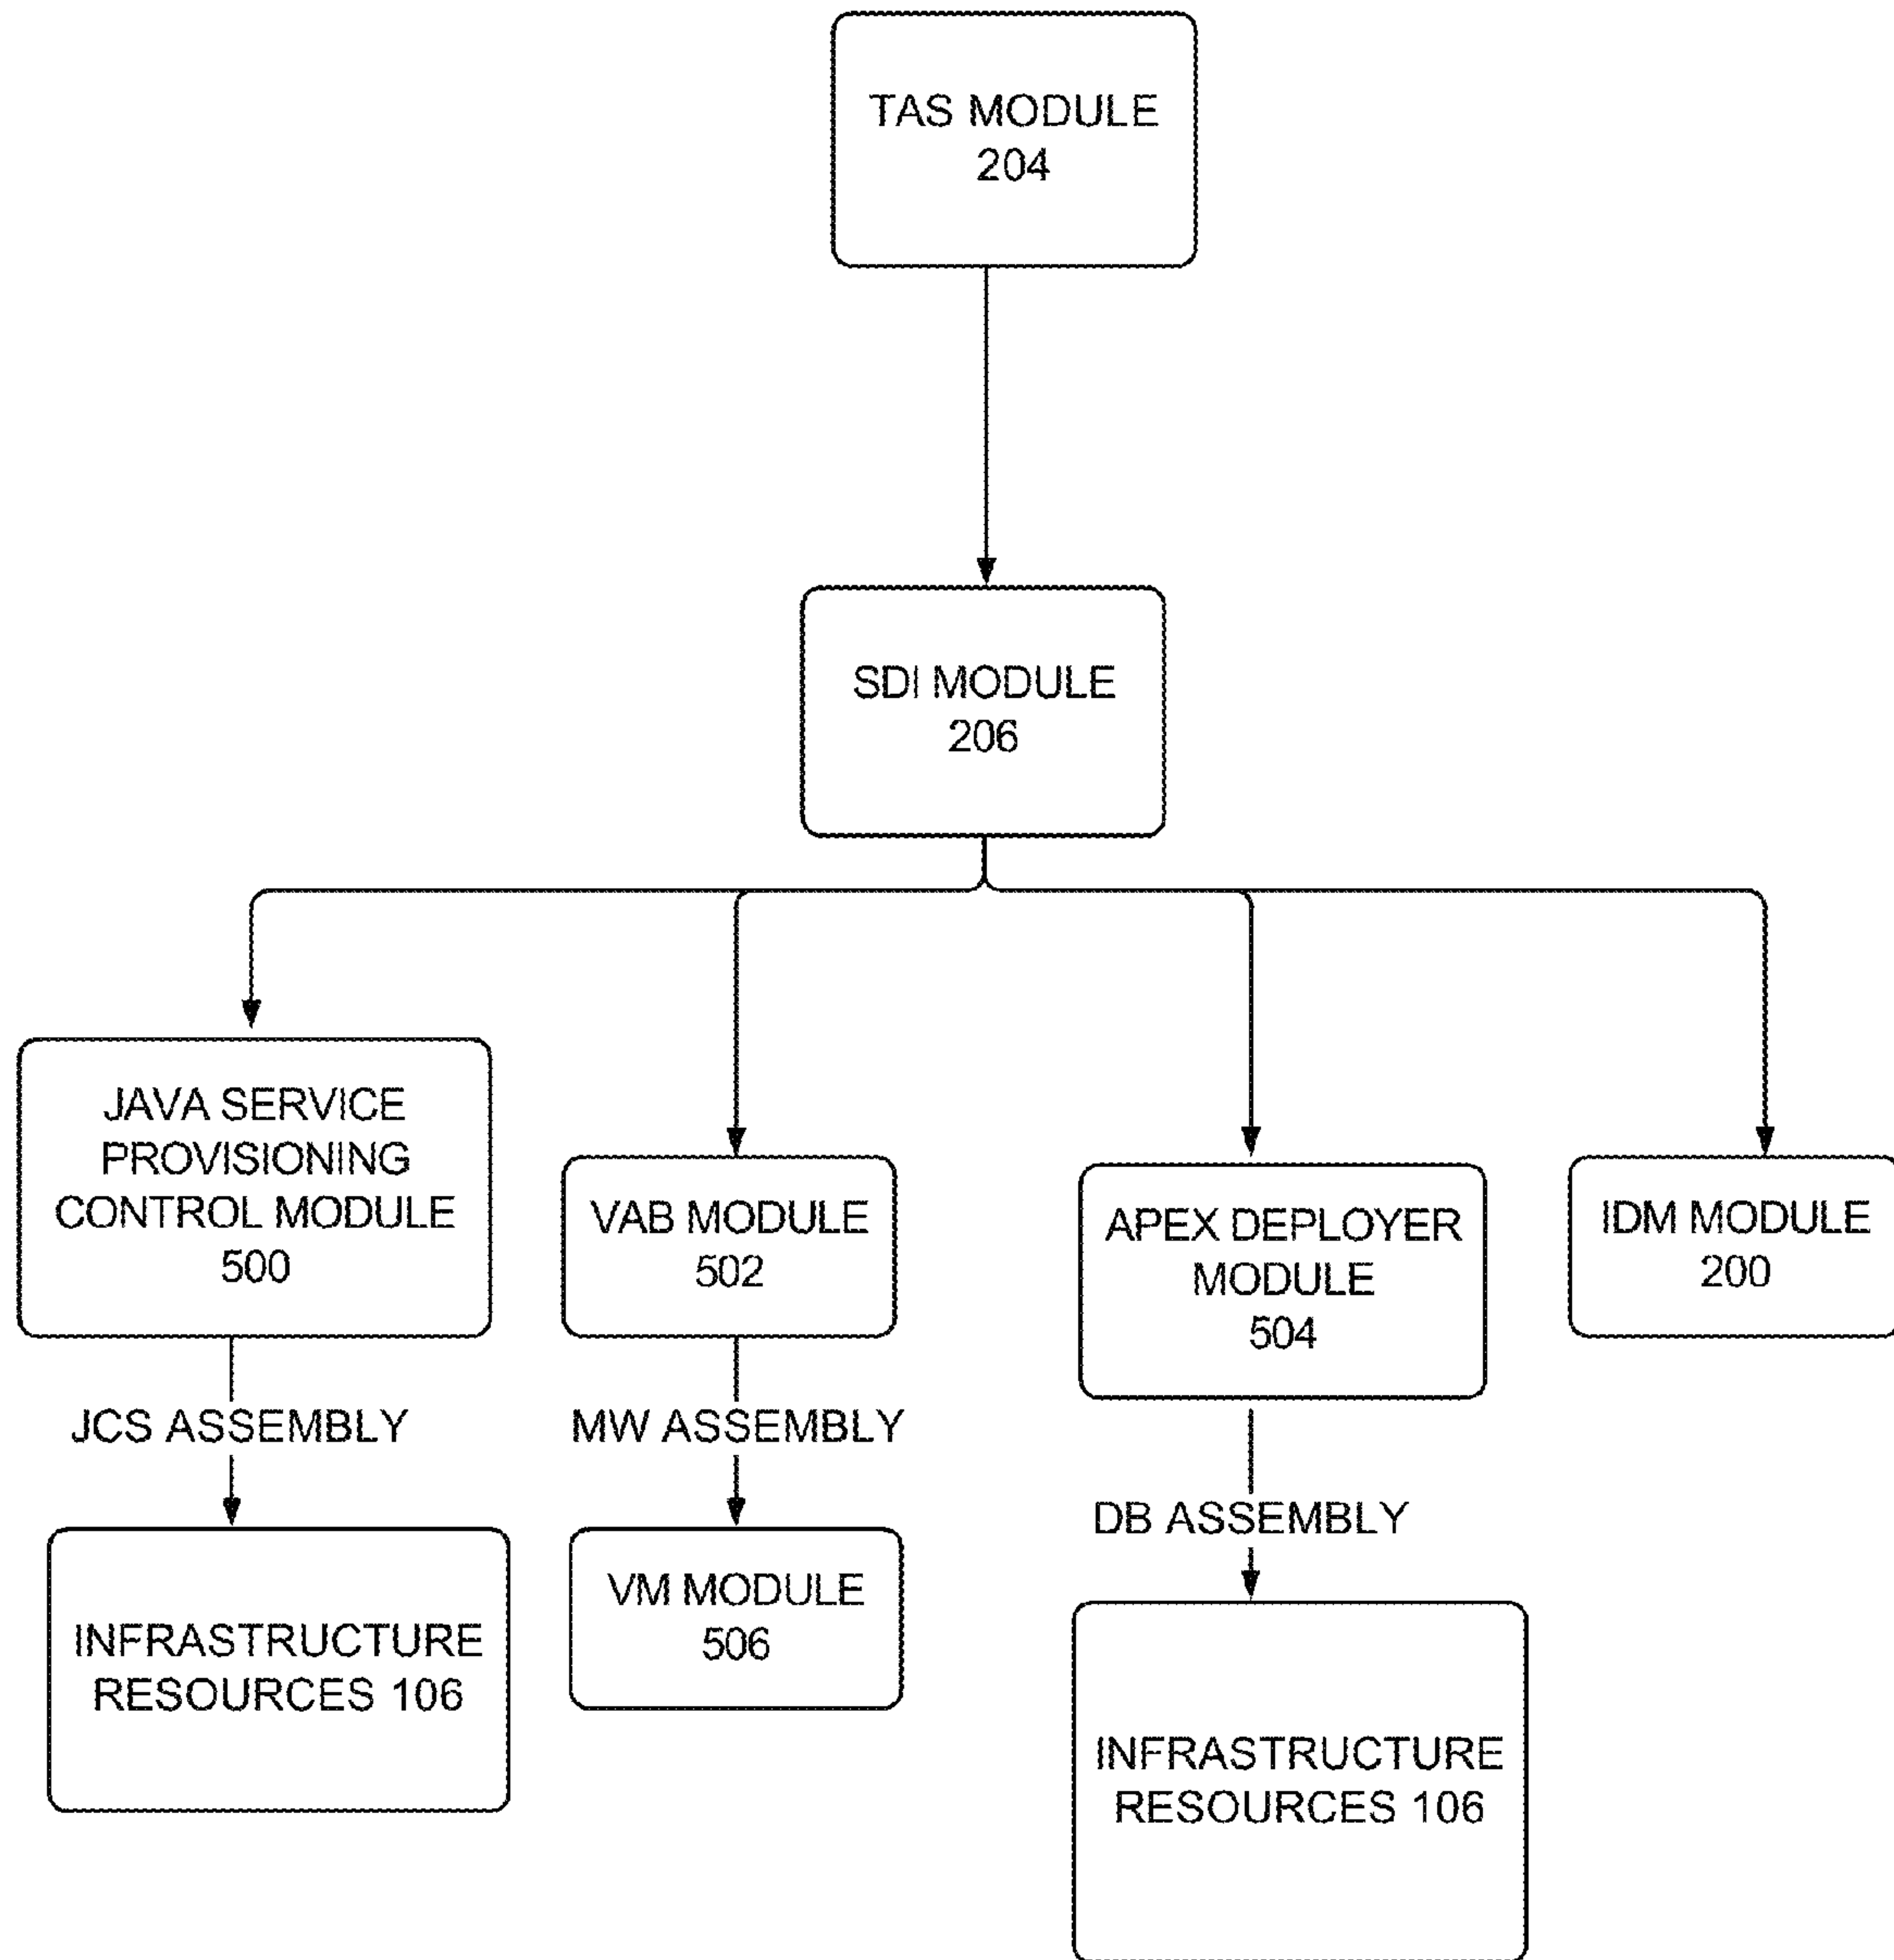 TAS MODULE
204
SDI MODULE
206
JAVA SERVICE
PROVISIONING
CONTROL MODULE
500
VAB MODULE
502
APEX DEPLOYER
MODULE
504
IDM MODULE
200
JCS ASSEMBLY
MW ASSEMBLY
DB ASSEMBLY
INFRASTRUCTURE
RESOURCES 106
VM MODULE
506
INFRASTRUCTURE
RESOURCES 106